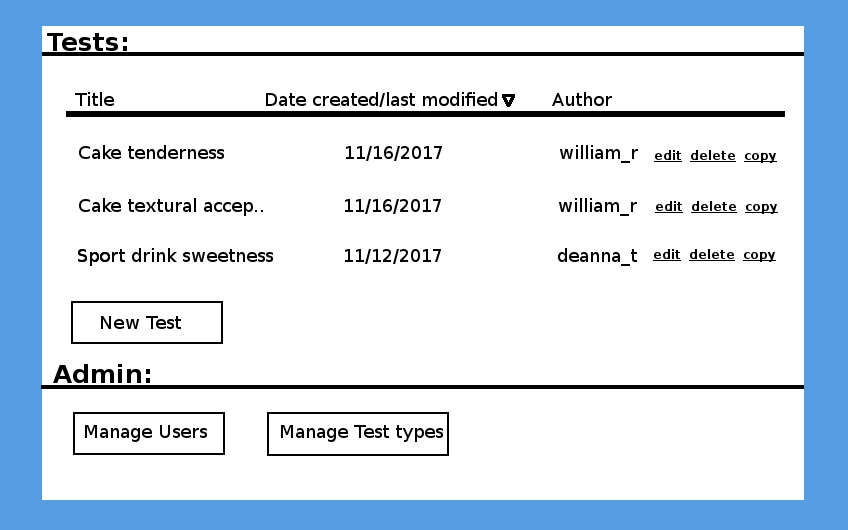 Tests:
Title Date created/last modified Author
Cake tenderness 11/16/2017 william_r edit delete copy
Cake textural accep.. 11/16/2017 william_r edit delete copy
Sport drink sweetness 11/12/2017 deanna_t edit delete copy
New Test
Admin:
Manage Users Manage Test types